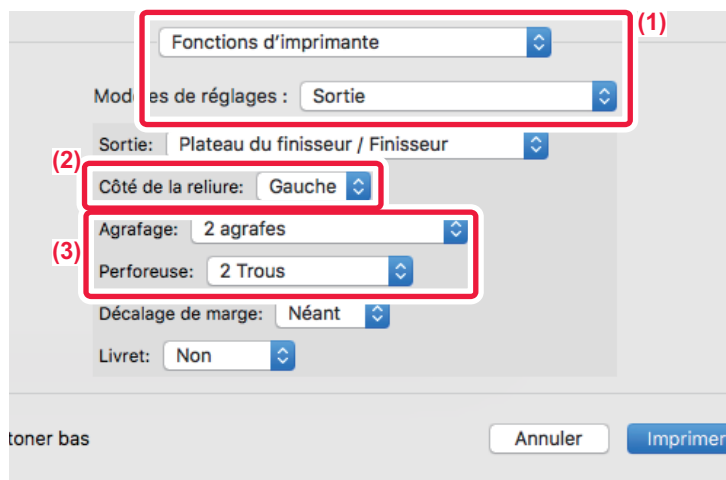 (1)
Fonctions d'imprimante
Modèles de réglages : Sortie
Sortie: Plateau du finisseur / Finisseur
(2)
Côté de la reliure: Gauche
Agrafage: 2 agrafes
(3)
Perforeuse: 2 Trous
Décalage de marge: Néant
Livret: Non
toner bas
Annuler
Imprimer